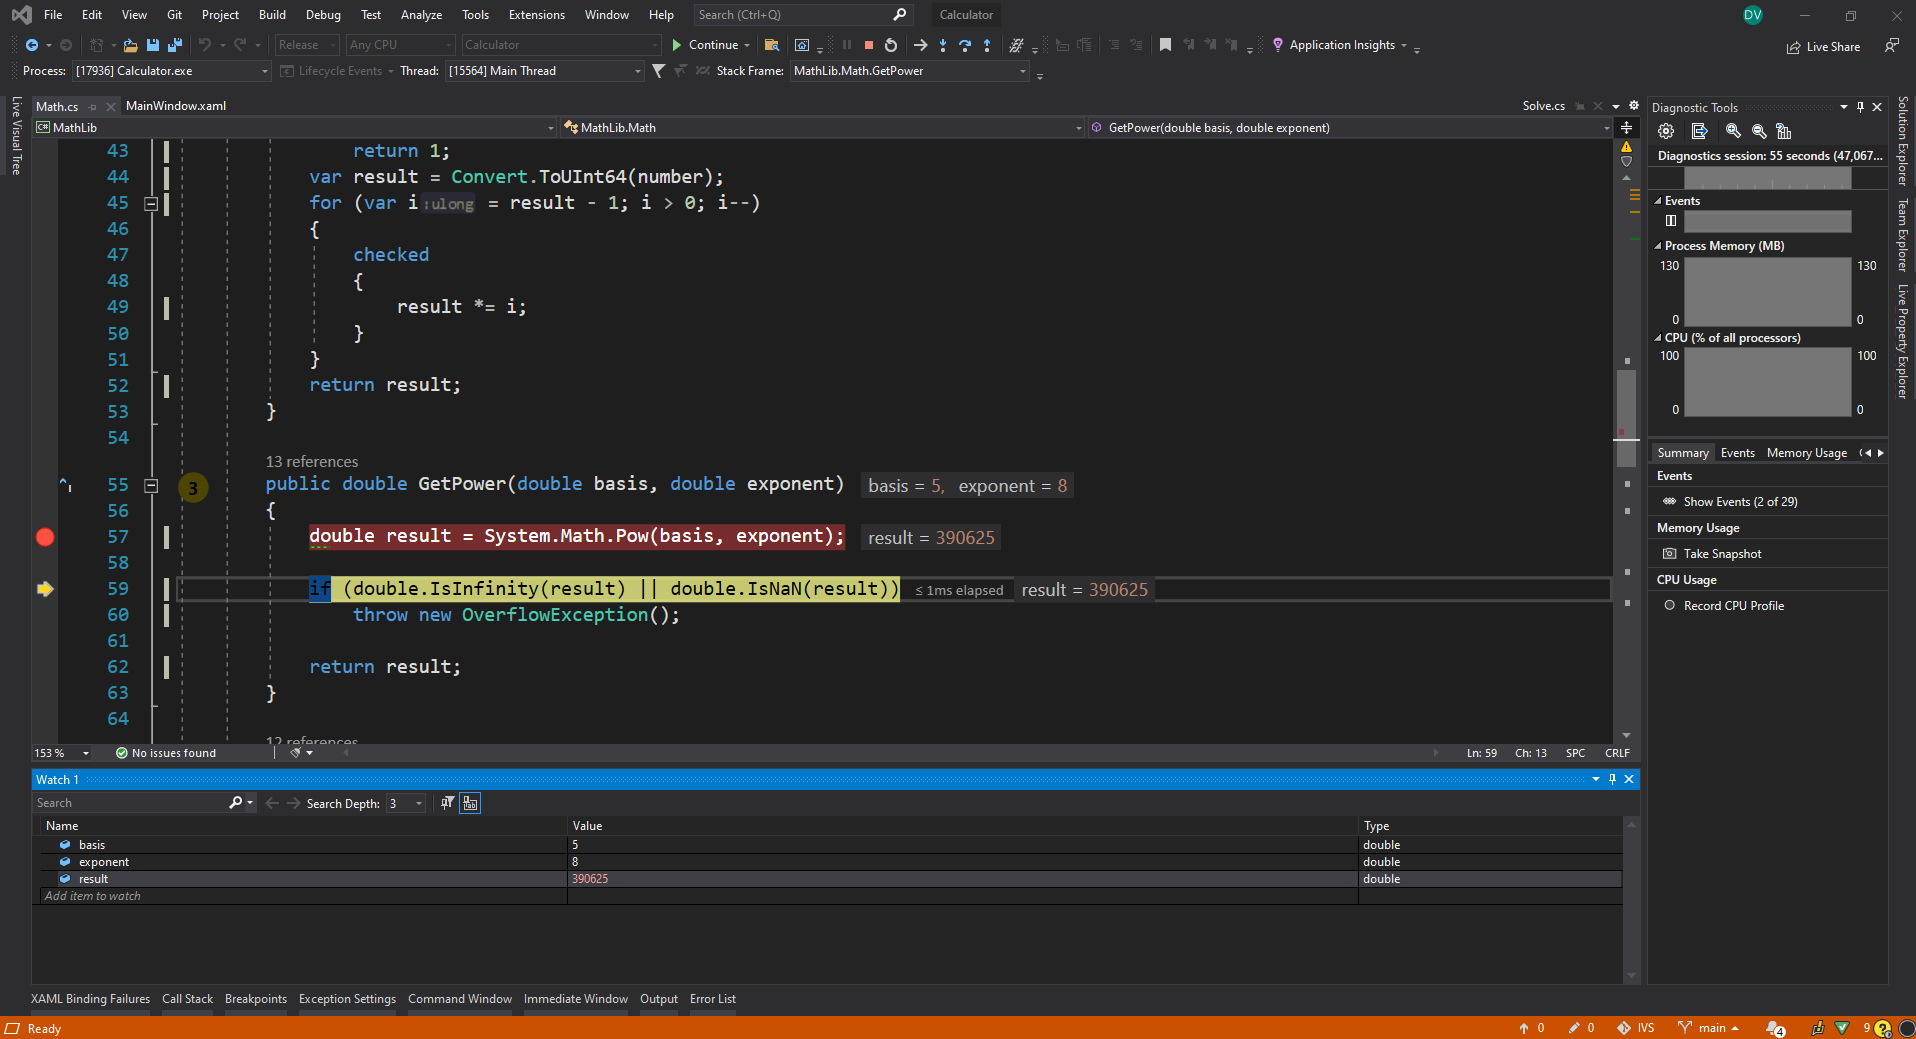 File Edit View Git Project Build Debug Test Analyze Tools Extensions Window Help Search (Ctrl+Q) Calculator DV
Release Any CPU Calculator Continue Application Insights Live Share
Process: [17936] Calculator.exe Lifecycle Events Thread: [15564] Main Thread Stack Frame: MathLib.Math.GetPower
Live Visual Tree
Math.cs MainWindow.xaml Solve.cs
C# MathLib MathLib.Math GetPower(double basis, double exponent)
43 return 1;
44 var result = Convert.ToUInt64(number);
45 for (var i:ulong = result - 1; i > 0; i--)
46 {
47 checked
48 {
49 result *= i;
50 }
51 }
52 return result;
53 }
54
13 references
55 3 public double GetPower(double basis, double exponent) basis = 5, exponent = 8
56 {
57 double result = System.Math.Pow(basis, exponent); result = 390625
58
59 if (double.IsInfinity(result) || double.IsNaN(result)) ≤ 1ms elapsed result = 390625
60 throw new OverflowException();
61
62 return result;
63 }
64
12 references
153 % No issues found Ln: 59 Ch: 13 SPC CRLF
Watch 1
Search Search Depth: 3
Name Value Type
basis 5 double
exponent 8 double
result 390625 double
Add item to watch
Diagnostic Tools
Diagnostics session: 55 seconds (47,067...
Events
Process Memory (MB)
130 130
0 0
CPU (% of all processors)
100 100
0 0
Summary Events Memory Usage
Events
Show Events (2 of 29)
Memory Usage
Take Snapshot
CPU Usage
Record CPU Profile
Solution Explorer
Team Explorer
Live Property Explorer
XAML Binding Failures Call Stack Breakpoints Exception Settings Command Window Immediate Window Output Error List
Ready 0 0 IVS main 4 9 ?